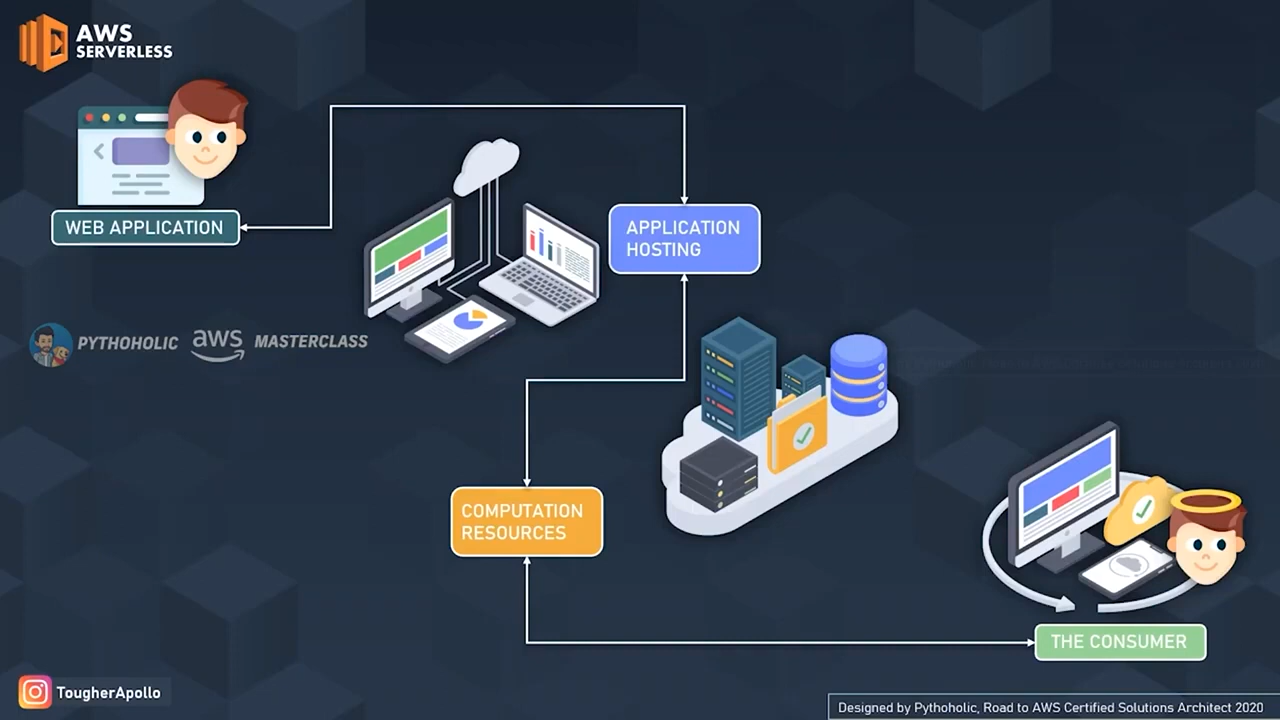 AWS
SERVERLESS
WEB APPLICATION
APPLICATION
HOSTING
PYTHOHOLIC aws MASTERCLASS
COMPUTATION
RESOURCES
THE CONSUMER
TougherApollo
Designed by Pythoholic, Road to AWS Certified Solutions Architect 2020